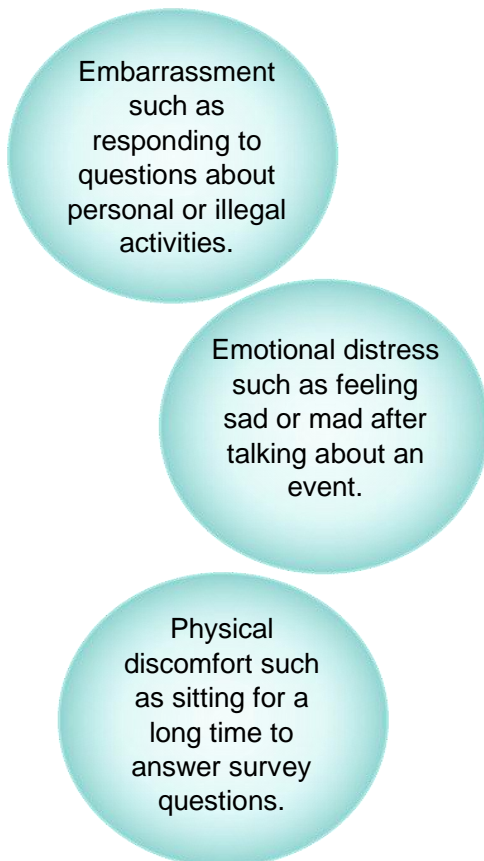 Embarrassment
such as
responding to
questions about
personal or illegal
activities.
Emotional distress
such as feeling
sad or mad after
talking about an
event.
Physical
discomfort such
as sitting for a
long time to
answer survey
questions.